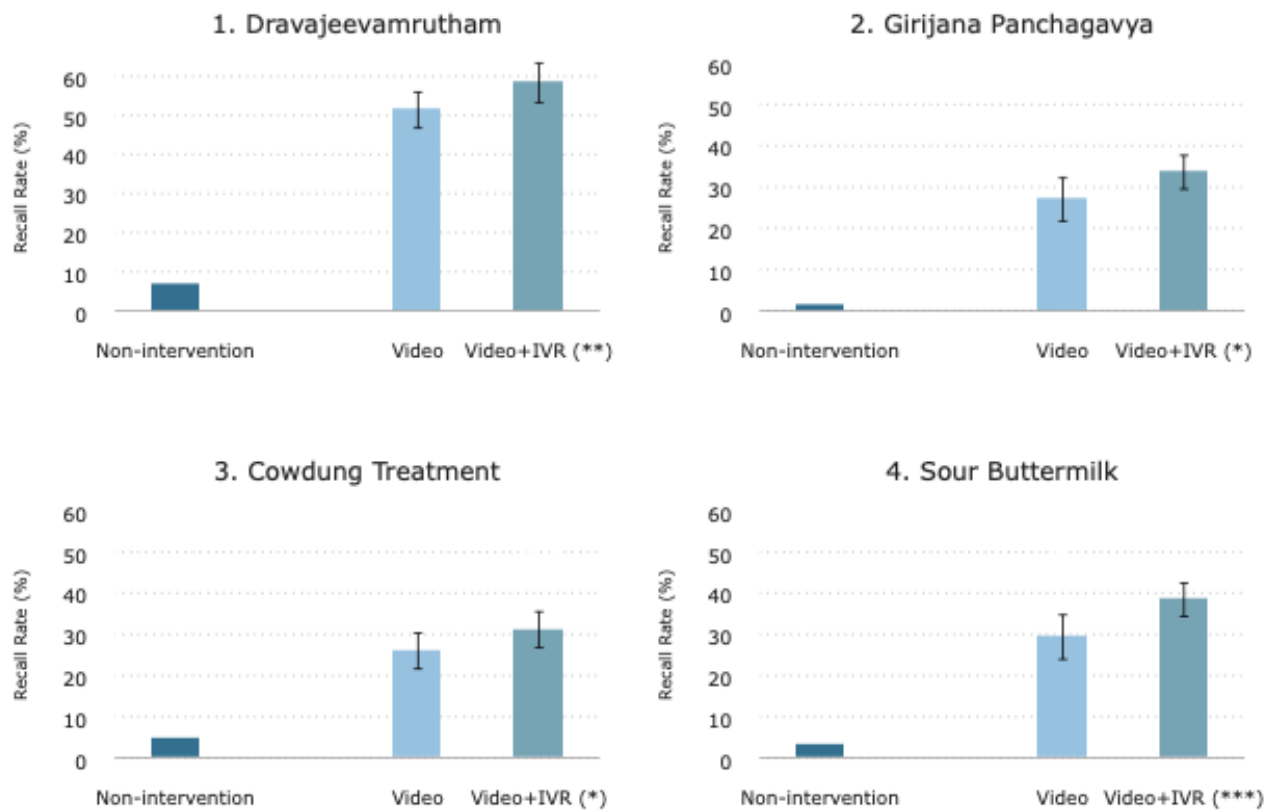 1. Dravajeevamrutham
Recall Rate (%)
60
50
40
30
20
10
0
Non-intervention
Video
Video+IVR (**)
2. Girijana Panchagavya
Recall Rate (%)
60
50
40
30
20
10
0
Non-intervention
Video
Video+IVR (*)
3. Cowdung Treatment
Recall Rate (%)
60
50
40
30
20
10
0
Non-intervention
Video
Video+IVR (*)
4. Sour Buttermilk
Recall Rate (%)
60
50
40
30
20
10
0
Non-intervention
Video
Video+IVR (***)